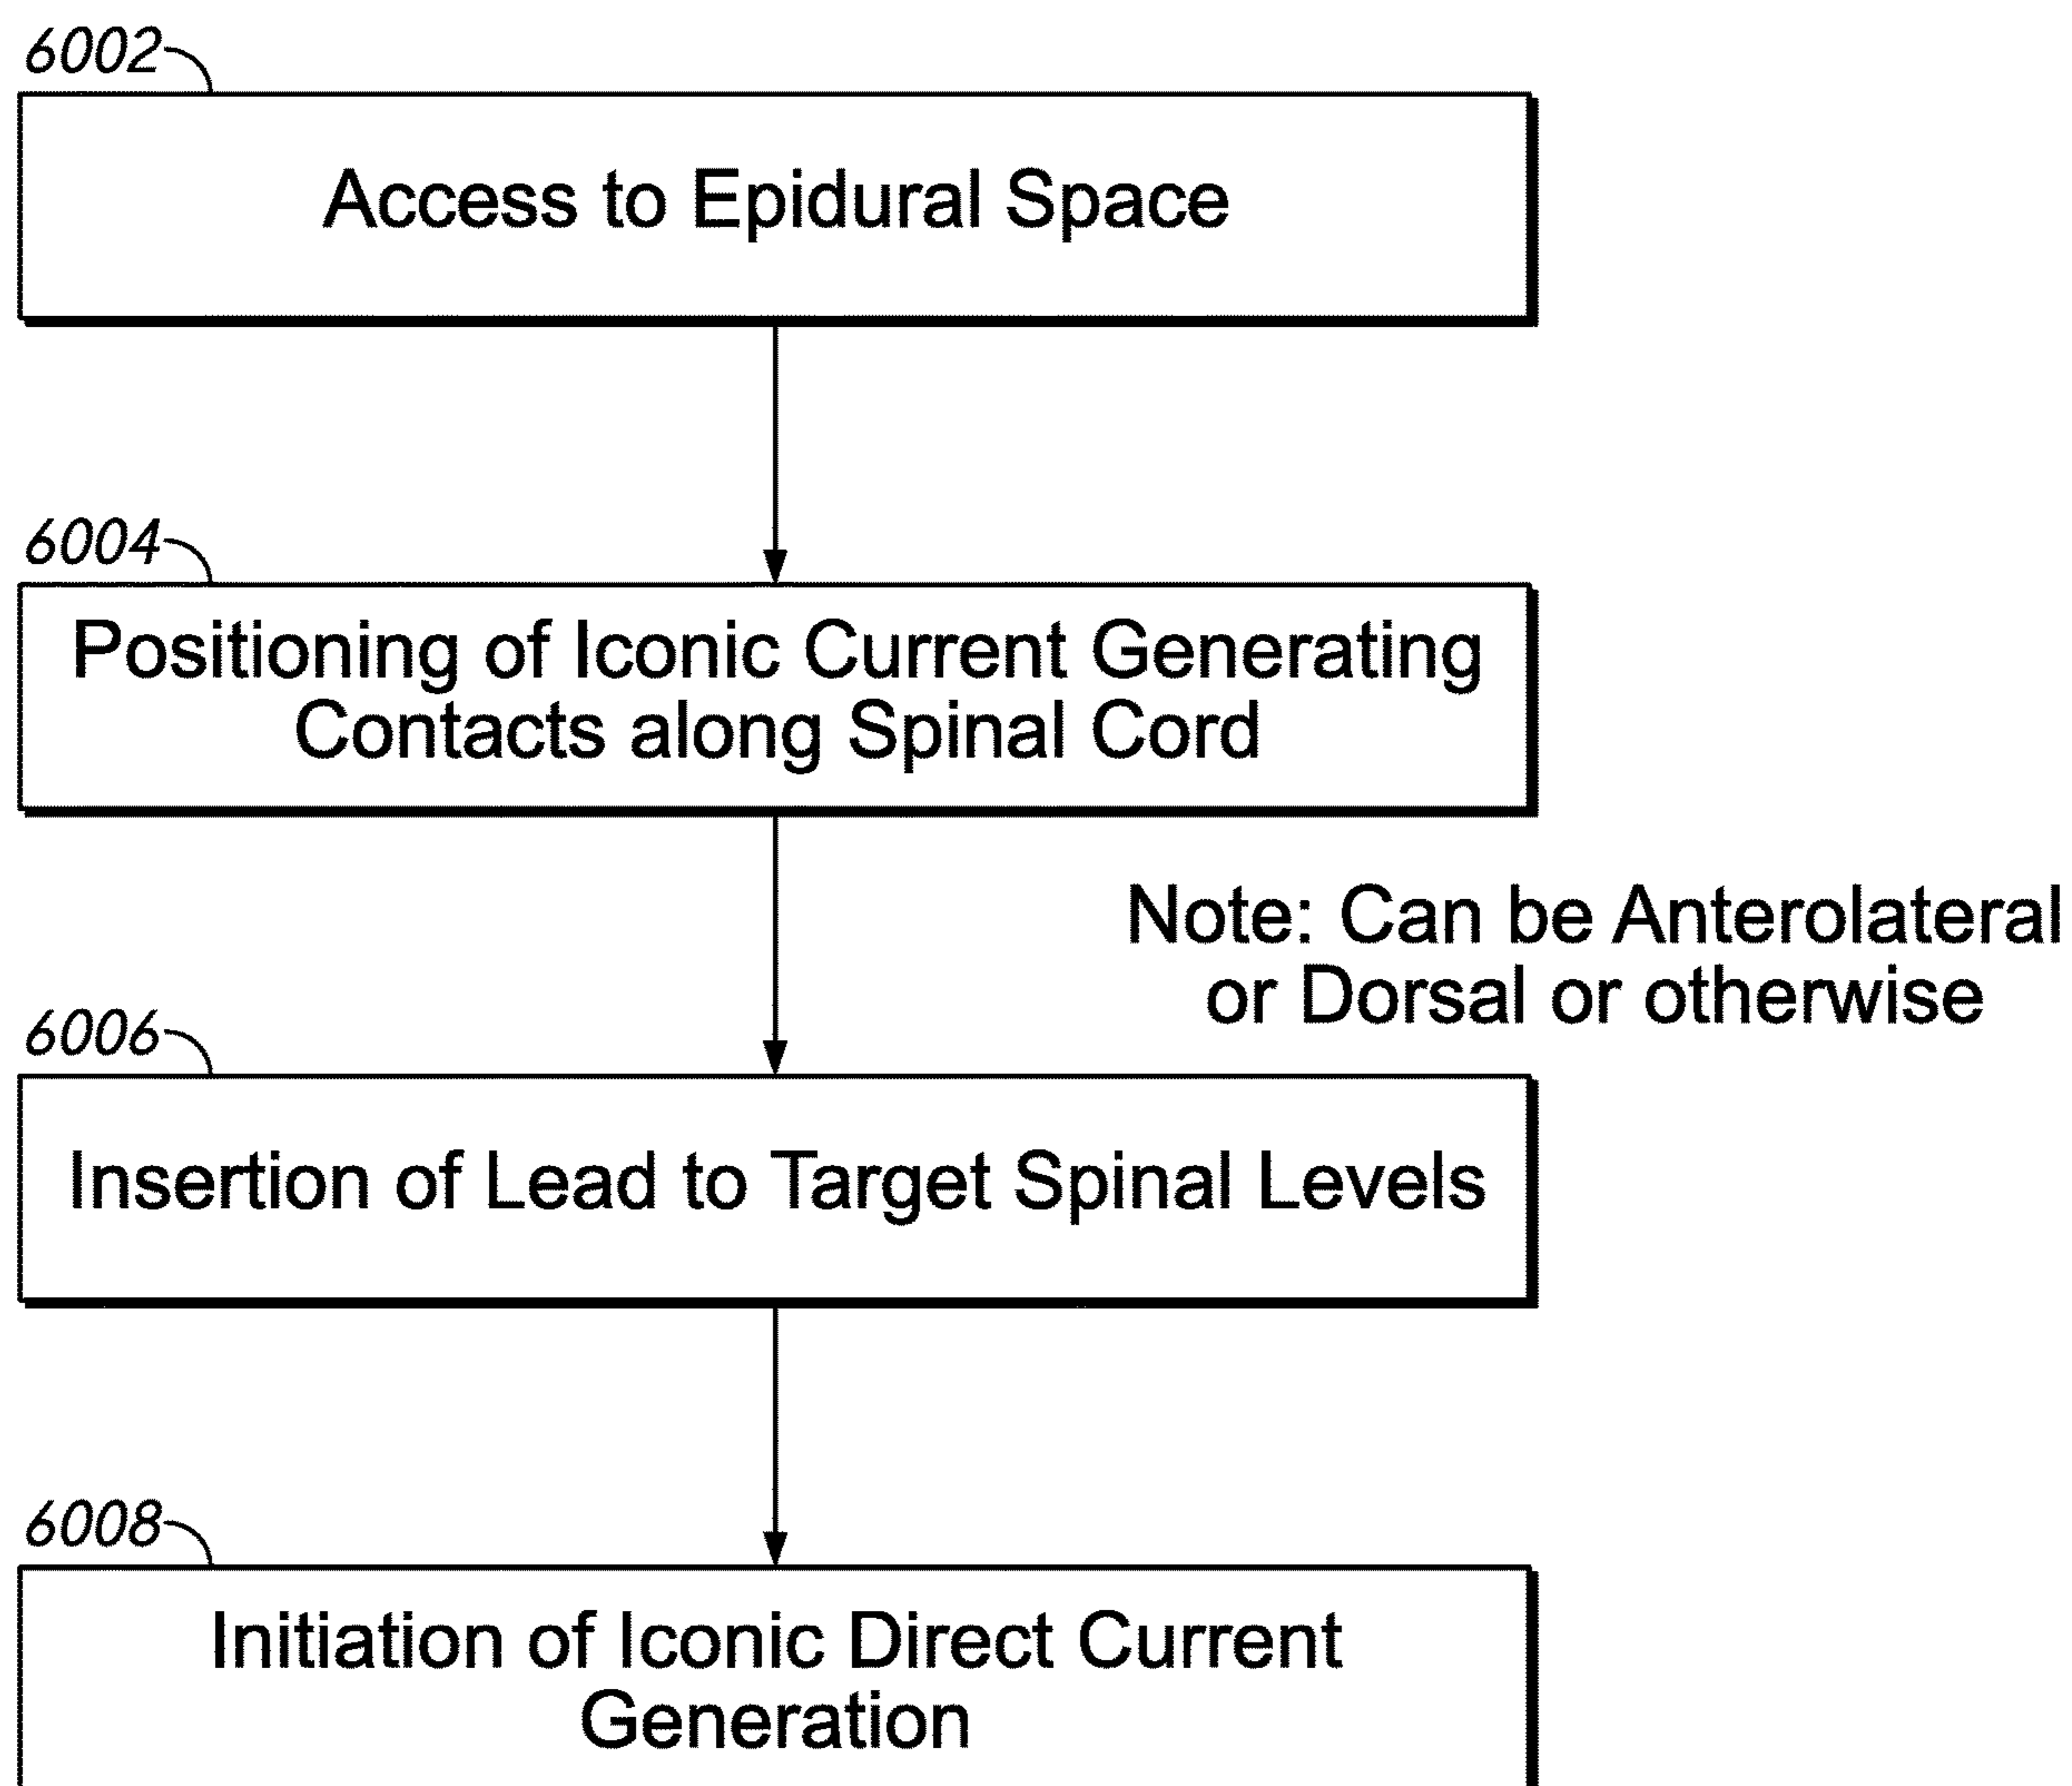 6002
Access to Epidural Space
6004
Positioning of Iconic Current Generating
Contacts along Spinal Cord
Note: Can be Anterolateral
or Dorsal or otherwise
6006
Insertion of Lead to Target Spinal Levels
6008
Initiation of Iconic Direct Current
Generation